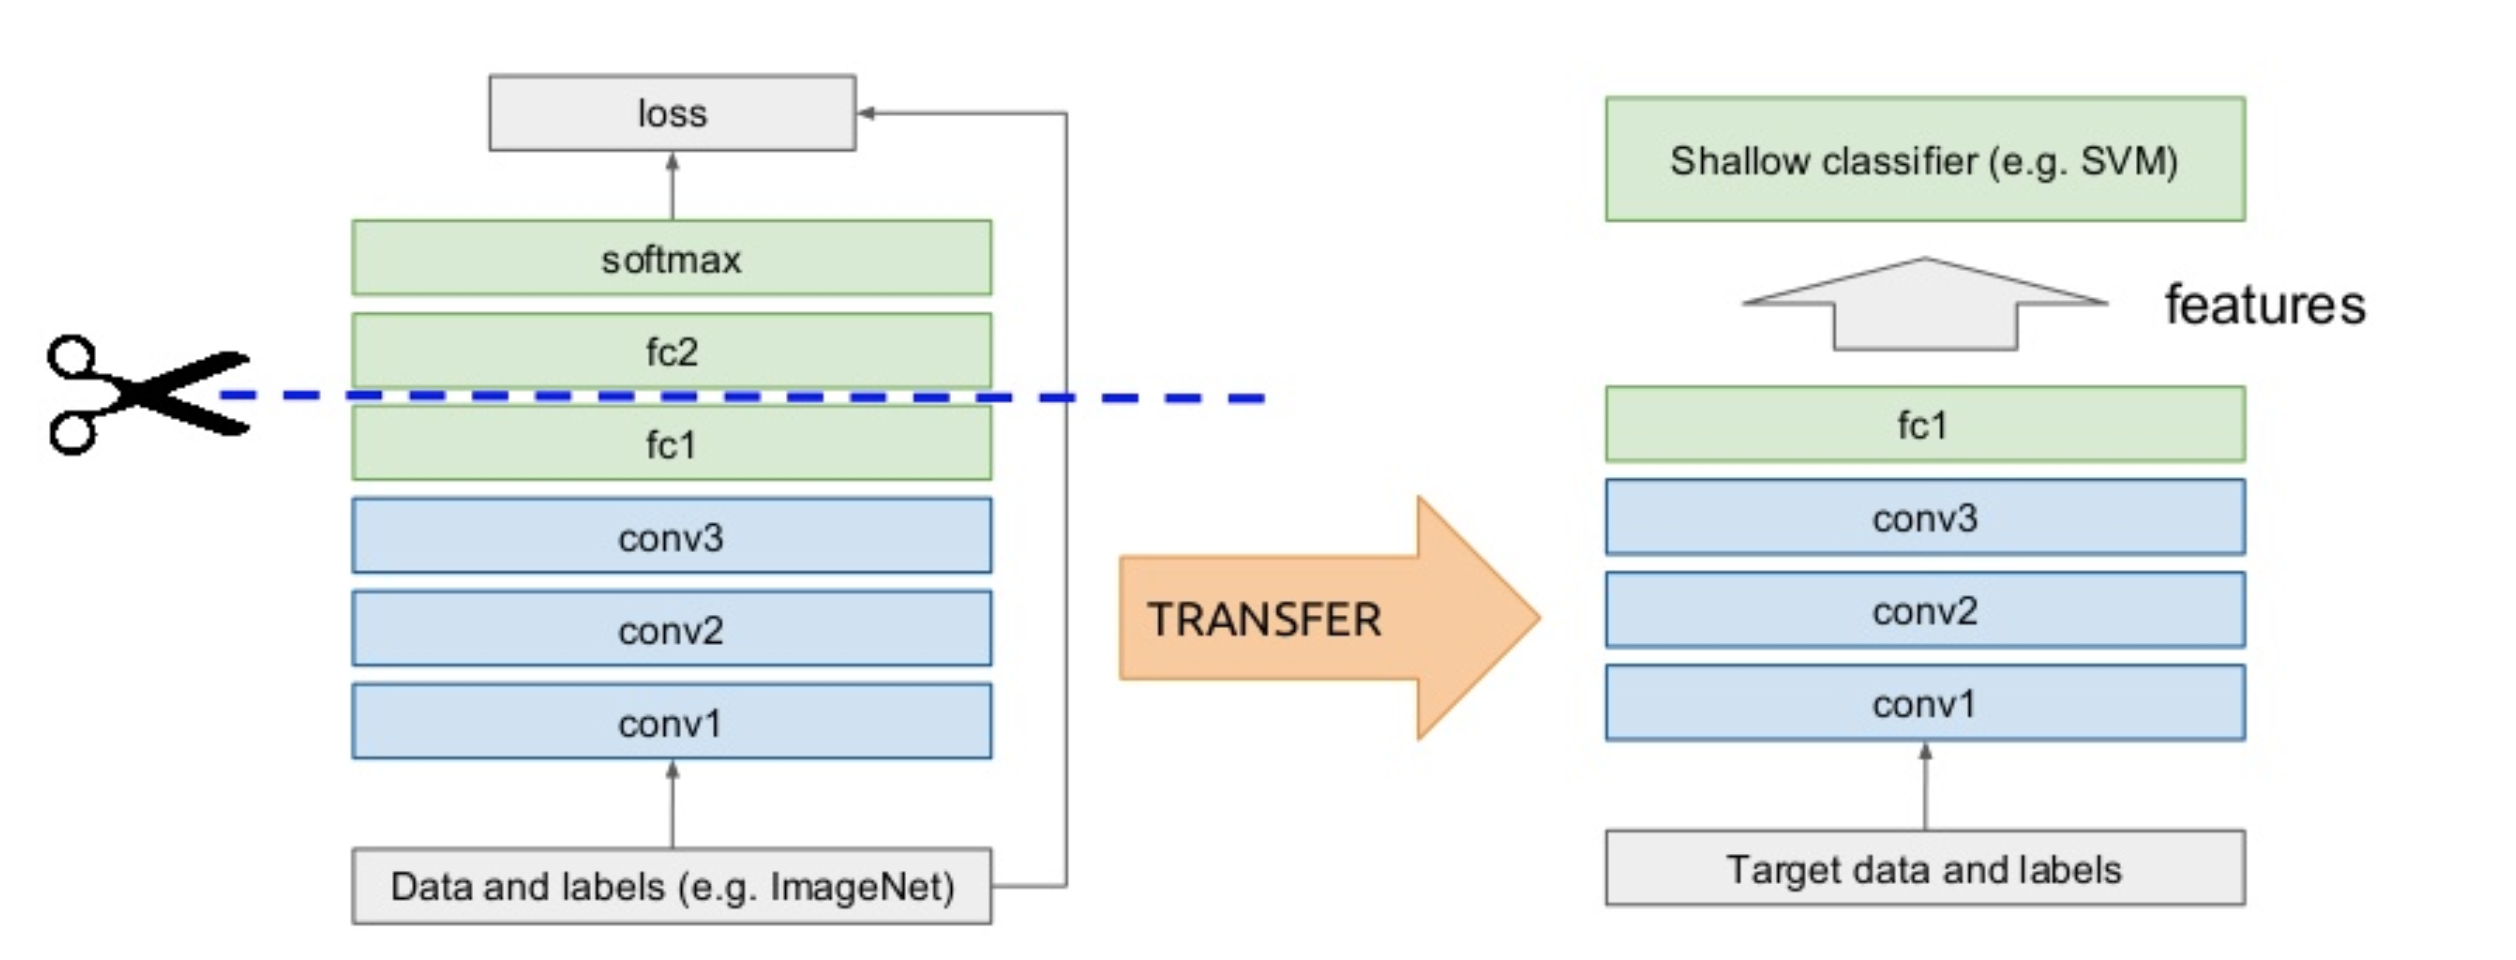 loss
softmax
fc2
fc1
conv3
conv2
conv1
Data and labels (e.g. ImageNet)
TRANSFER
Shallow classifier (e.g. SVM)
features
fc1
conv3
conv2
conv1
Target data and labels